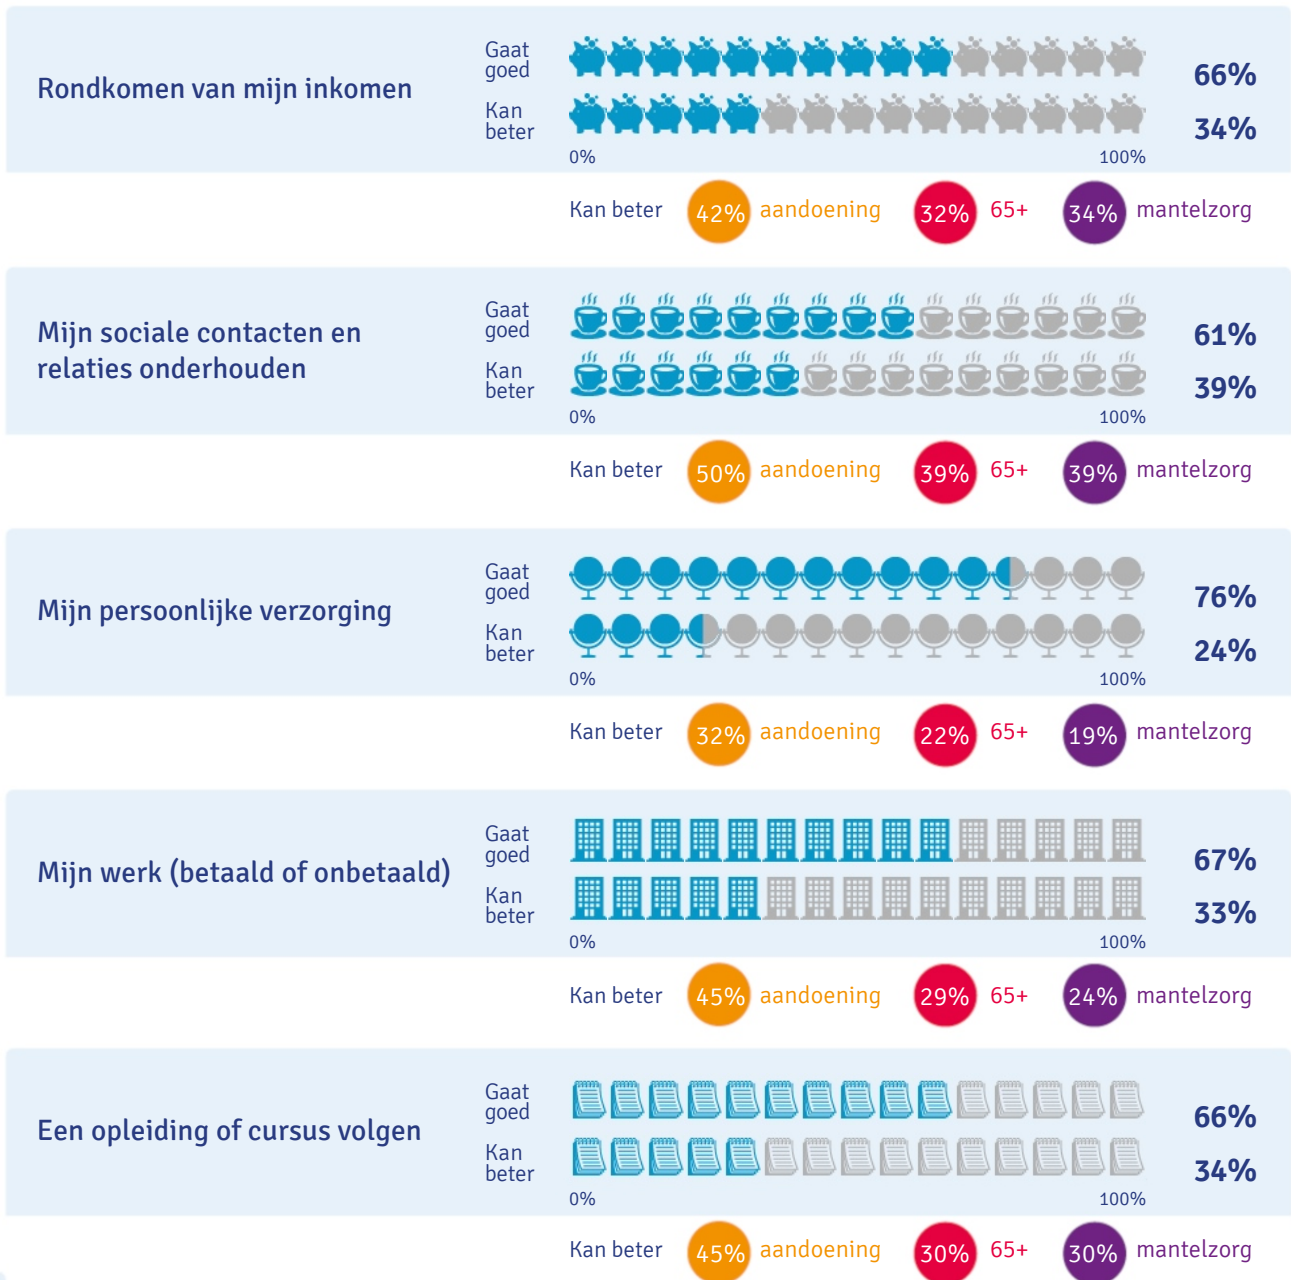 Rondkomen van mijn inkomen
Gaat
goed
66%
Kan
beter
34%
0% 100%
Kan beter 42% aandoening 32% 65+ 34% mantelzorg
Mijn sociale contacten en
relaties onderhouden
Gaat
goed
61%
Kan
beter
39%
0% 100%
Kan beter 50% aandoening 39% 65+ 39% mantelzorg
Mijn persoonlijke verzorging
Gaat
goed
76%
Kan
beter
24%
0% 100%
Kan beter 32% aandoening 22% 65+ 19% mantelzorg
Mijn werk (betaald of onbetaald)
Gaat
goed
67%
Kan
beter
33%
0% 100%
Kan beter 45% aandoening 29% 65+ 24% mantelzorg
Een opleiding of cursus volgen
Gaat
goed
66%
Kan
beter
34%
0% 100%
Kan beter 45% aandoening 30% 65+ 30% mantelzorg